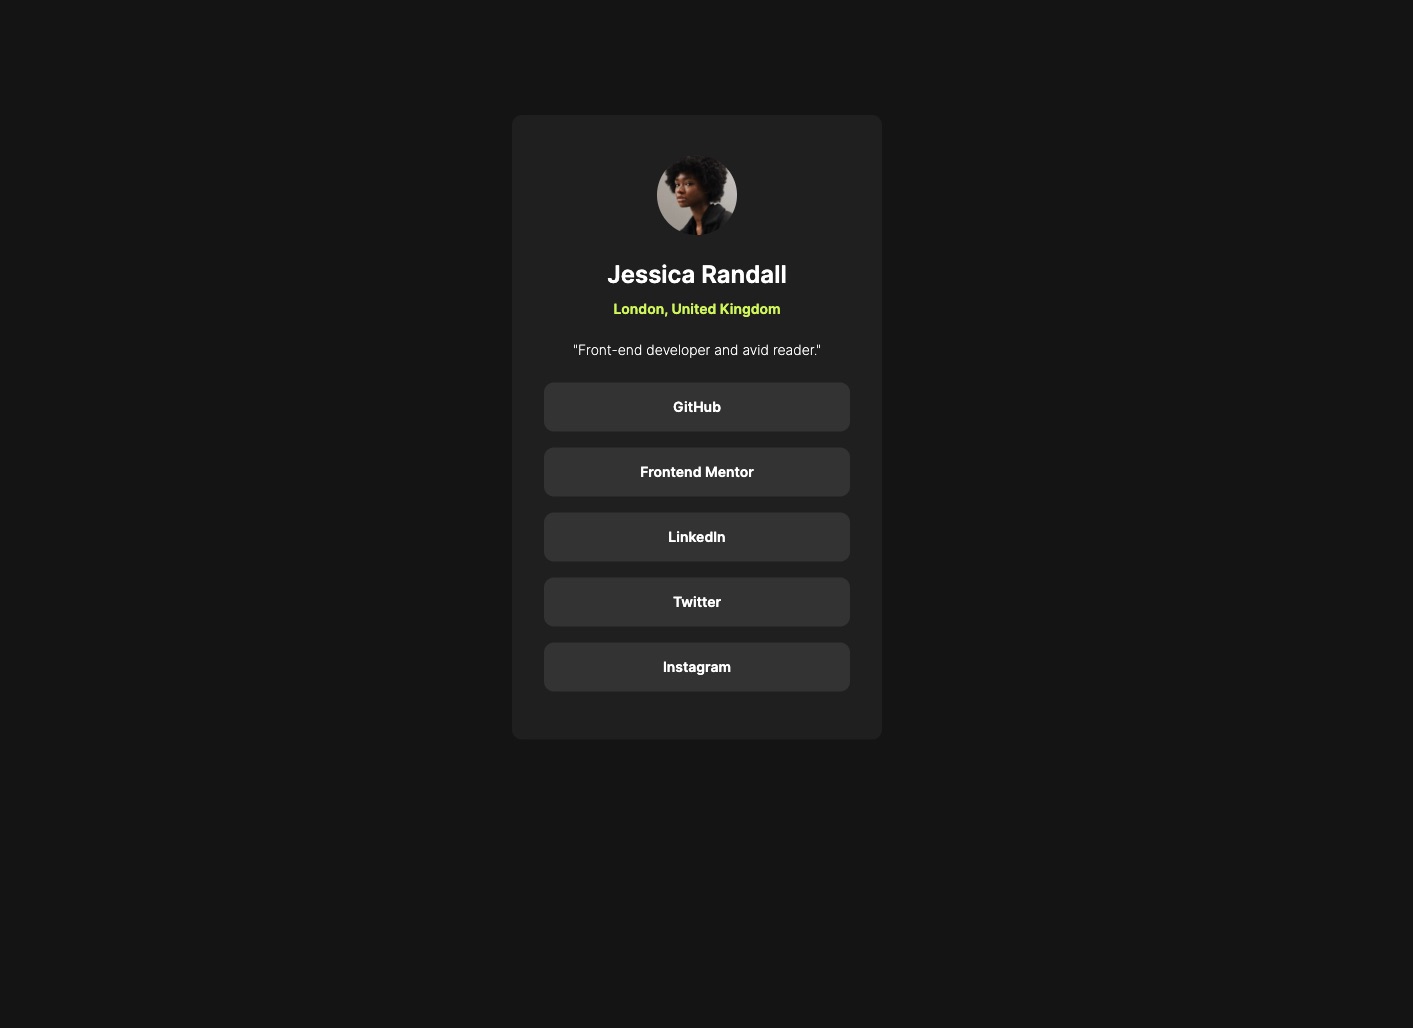 Jessica Randall
London, United Kingdom
"Front-end developer and avid reader."
GitHub
Frontend Mentor
LinkedIn
Twitter
Instagram